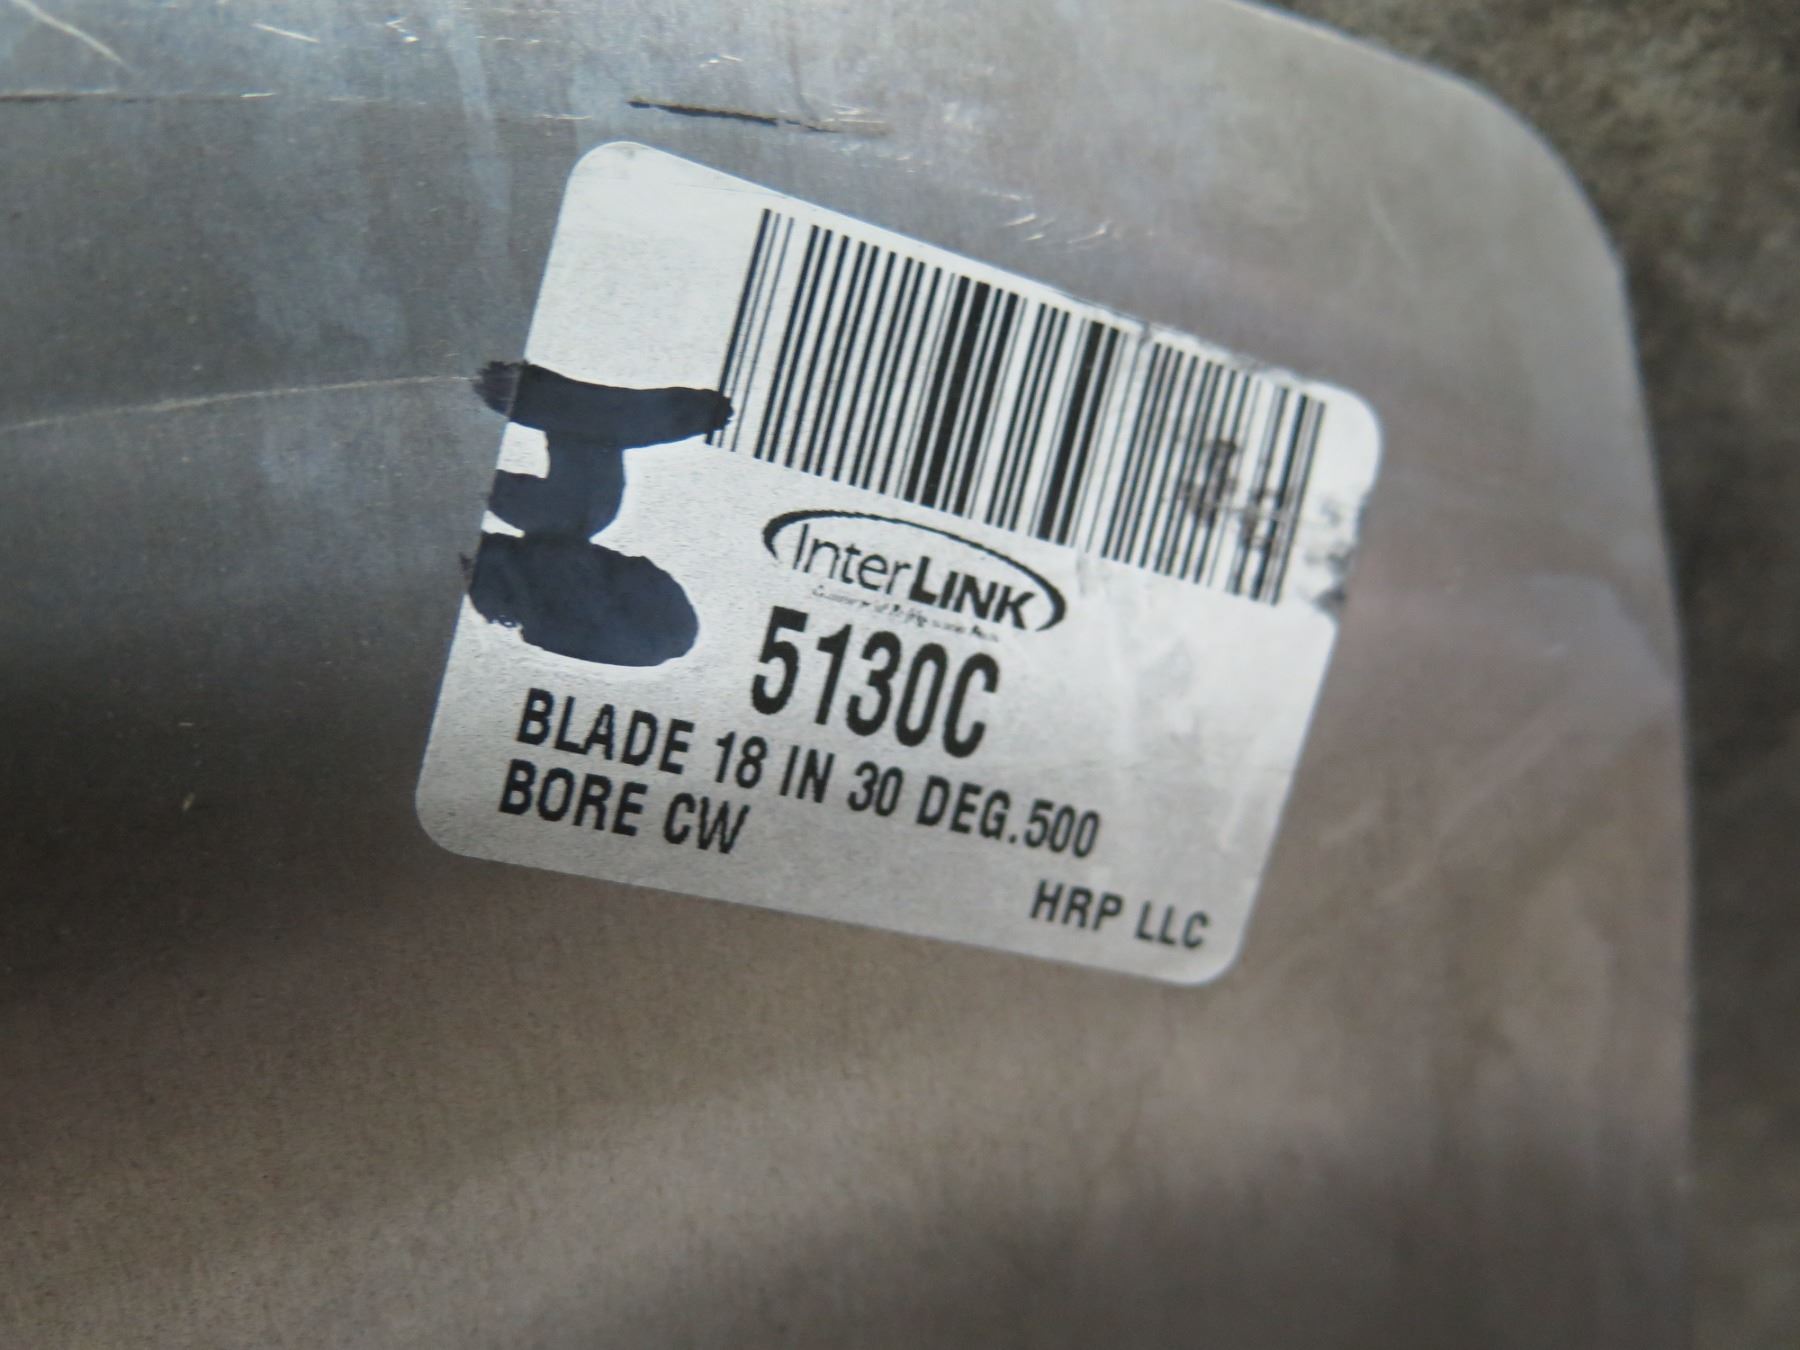 InterLINK
5130C
BLADE 18 IN 30 DEG.500
BORE CW
HRP LLC